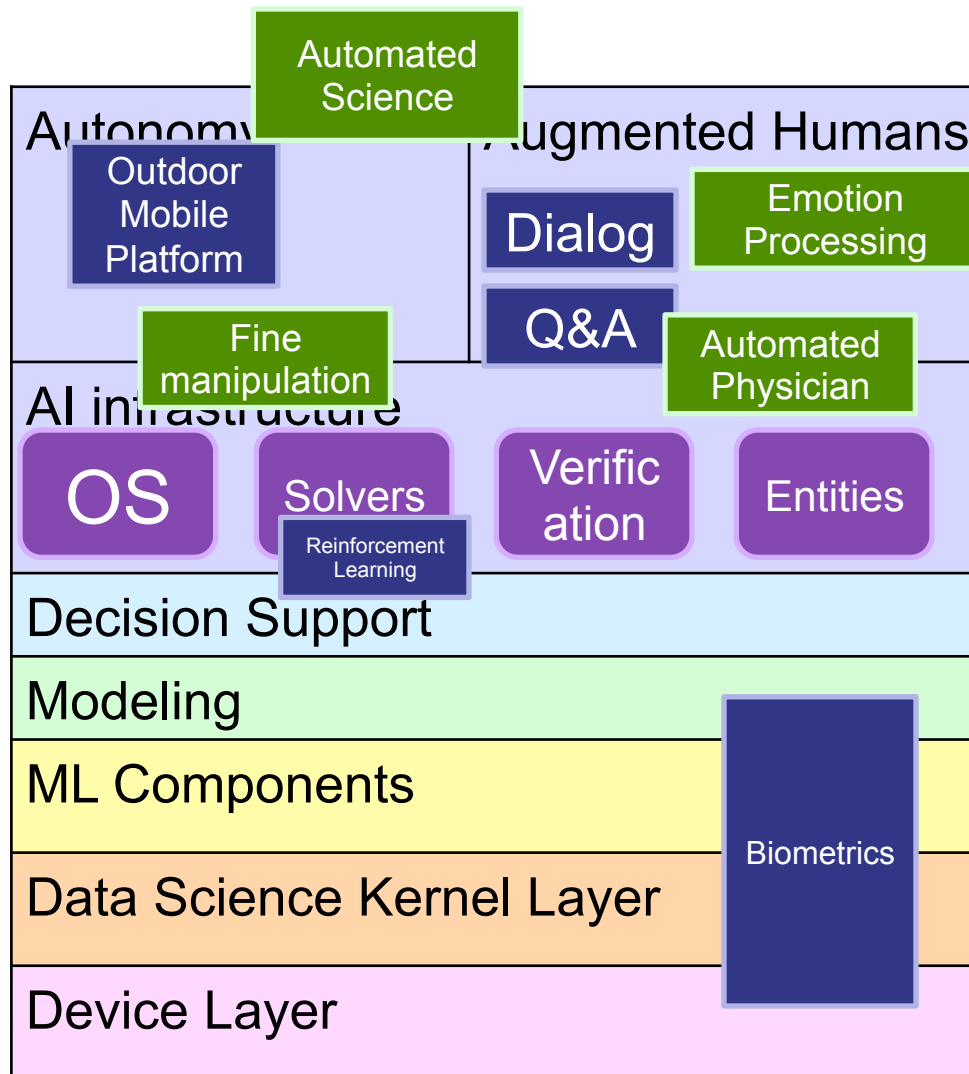 Automated
Science
Autonomy
Augmented Humans
Outdoor
Mobile
Platform
Dialog
Emotion
Processing
Q&A
Fine
manipulation
Automated
Physician
AI infrastructure
OS
Solvers
Verific
ation
Entities
Reinforcement
Learning
Decision Support
Modeling
ML Components
Biometrics
Data Science Kernel Layer
Device Layer